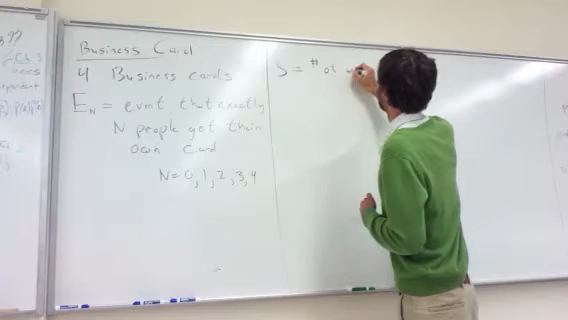 ??
Business Card
4 Business cards
E_N = event that exactly
N people get their
own card
N=0,1,2,3,4
S = # of